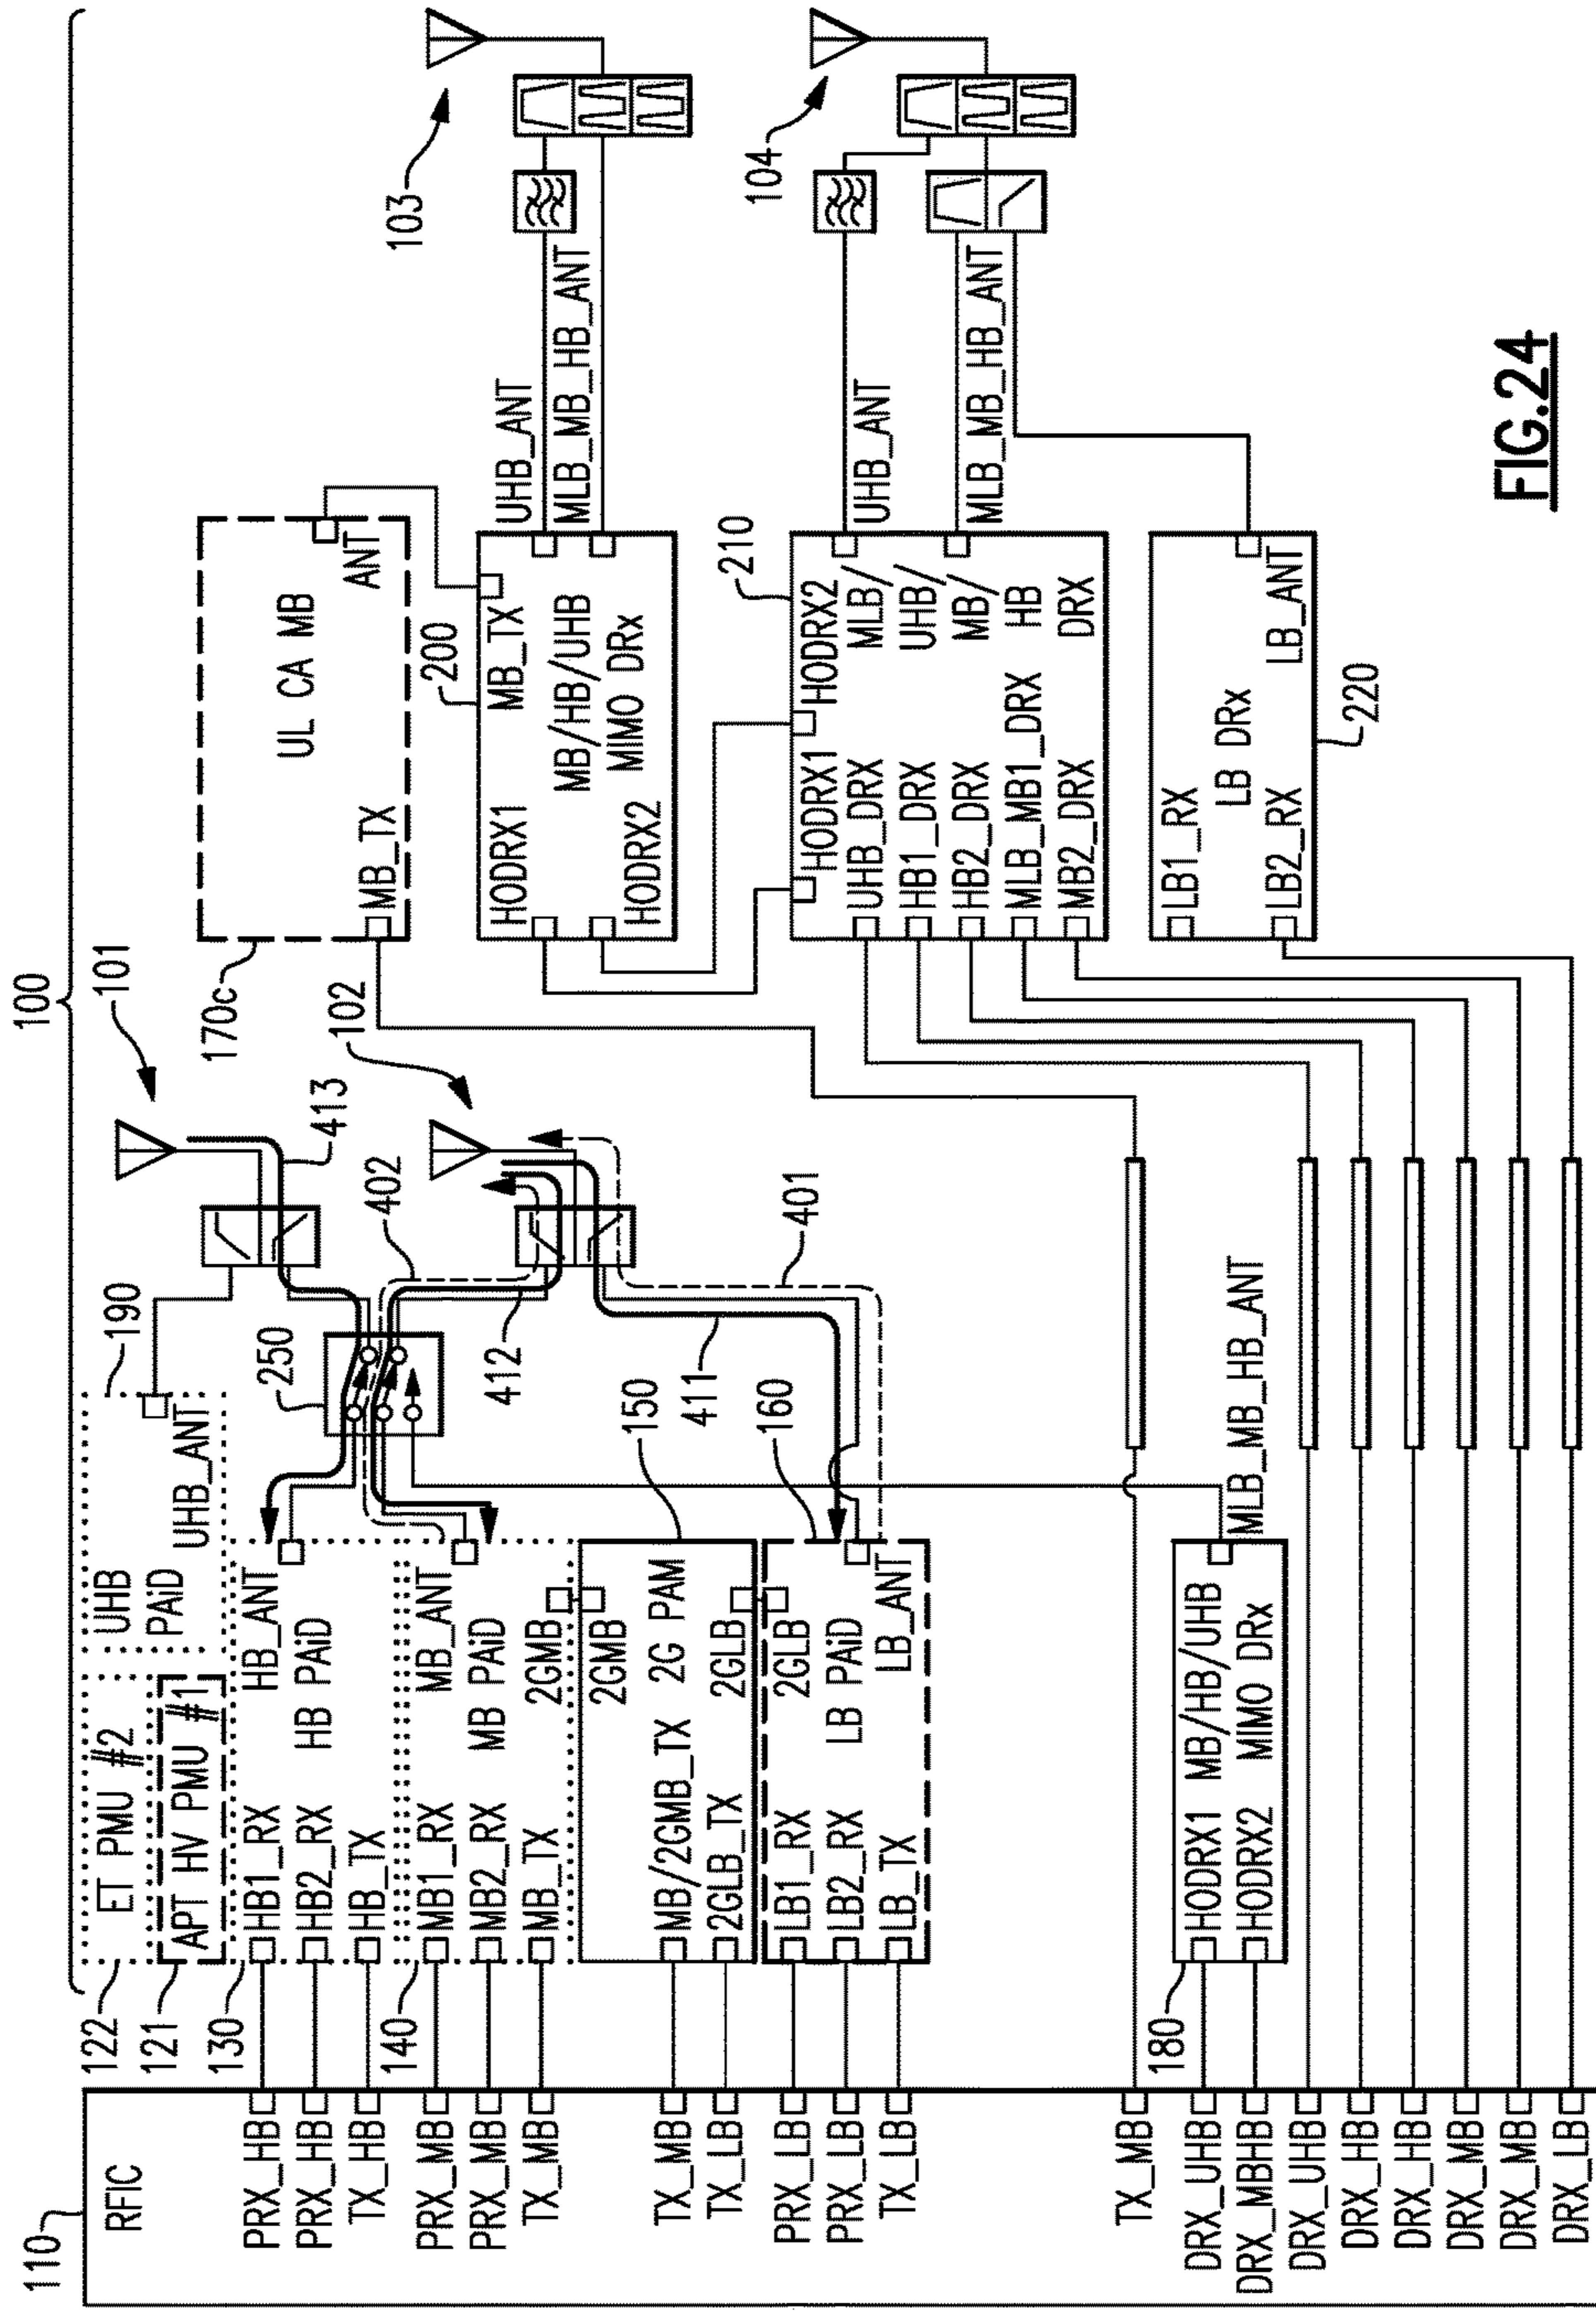 100
110
RFIC
PRX_HB
PRX_HB
TX_HB
PRX_MB
PRX_MB
TX_MB
TX_MB
TX_LB
PRX_LB
PRX_LB
TX_LB
TX_MB
DRX_UHB
DRX_MBHB
DRX_UHB
DRX_HB
DRX_HB
DRX_MB
DRX_MB
DRX_LB
122
ET PMU #2
121
APT HV PMU #1
190
UHB
PAiD
UHB_ANT
130
HB1_RX
HB2_RX
HB_TX
HB_ANT
HB PAiD
140
MB1_RX
MB2_RX
MB_TX
MB_ANT
MB PAiD
2GMB
150
2GMB
MB/2GMB_TX
2G PAM
2GLB_TX
2GLB
160
2GLB
LB1_RX
LB2_RX
LB PAiD
LB_TX
LB_ANT
180
HODRX1
MB/HB/UHB
HODRX2
MIMO DRx
MLB_MB_HB_ANT
250
101
413
402
102
412
411
401
170c
UL CA MB
MB_TX
ANT
200
HODRX1
MB_TX
MB/HB/UHB
MIMO DRx
HODRX2
UHB_ANT
MLB_MB_HB_ANT
103
210
HODRX1
HODRX2
UHB_DRX
MLB/
HB1_DRX
UHB/
HB2_DRX
MB/
MLB_MB1_DRX
HB
MB2_DRX
DRX
UHB_ANT
MLB_MB_HB_ANT
104
LB1_RX
LB DRx
LB2_RX
LB_ANT
220
FIG.24